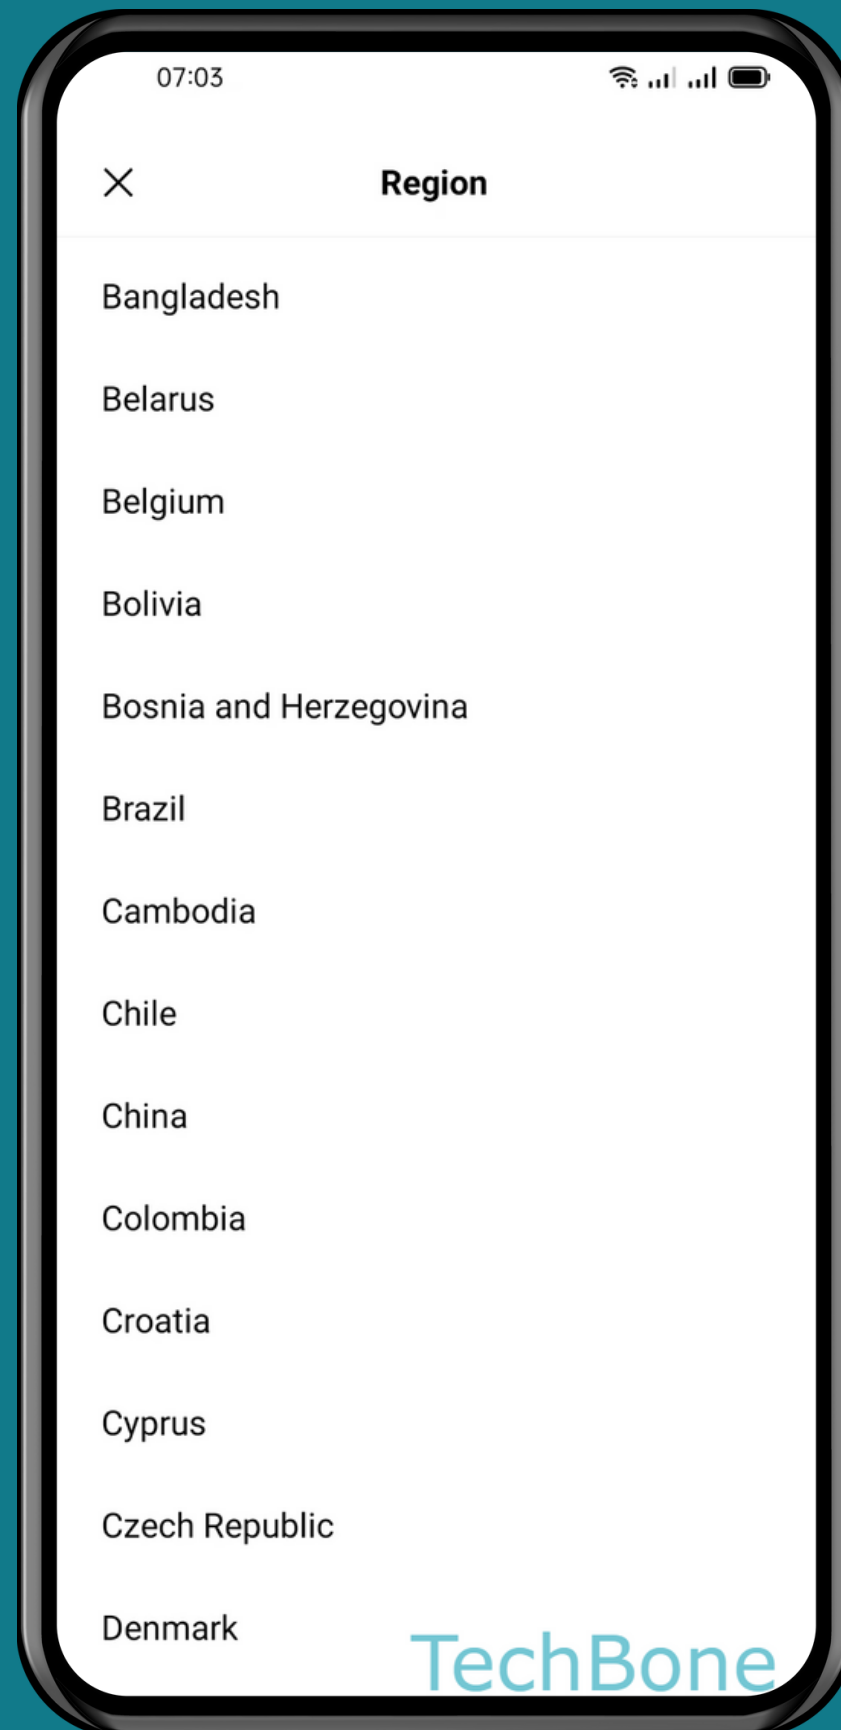 07:03
Region
Bangladesh
Belarus
Belgium
Bolivia
Bosnia and Herzegovina
Brazil
Cambodia
Chile
China
Colombia
Croatia
Cyprus
Czech Republic
Denmark
TechBone